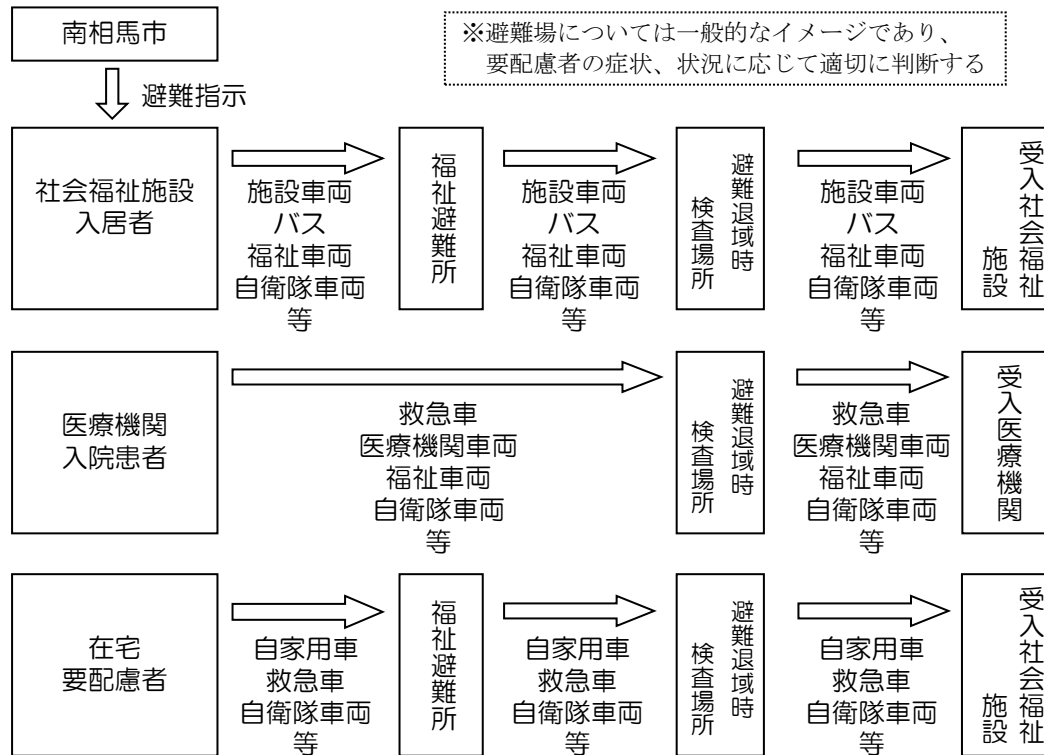 南相馬市
※避難場については一般的なイメージであり、
要配慮者の症状、状況に応じて適切に判断する
避難指示
社会福祉施設
入居者
施設車両
バス
福祉車両
自衛隊車両
等
福祉避難所
施設車両
バス
福祉車両
自衛隊車両
等
避難退域時
検査場所
施設車両
バス
福祉車両
自衛隊車両
等
受入社会福祉
施設
医療機関
入院患者
救急車
医療機関車両
福祉車両
自衛隊車両
等
避難退域時
検査場所
救急車
医療機関車両
福祉車両
自衛隊車両
等
受入医療機関
在宅
要配慮者
自家用車
救急車
自衛隊車両
等
福祉避難所
自家用車
救急車
自衛隊車両
等
避難退域時
検査場所
自家用車
救急車
自衛隊車両
等
受入社会福祉
施設